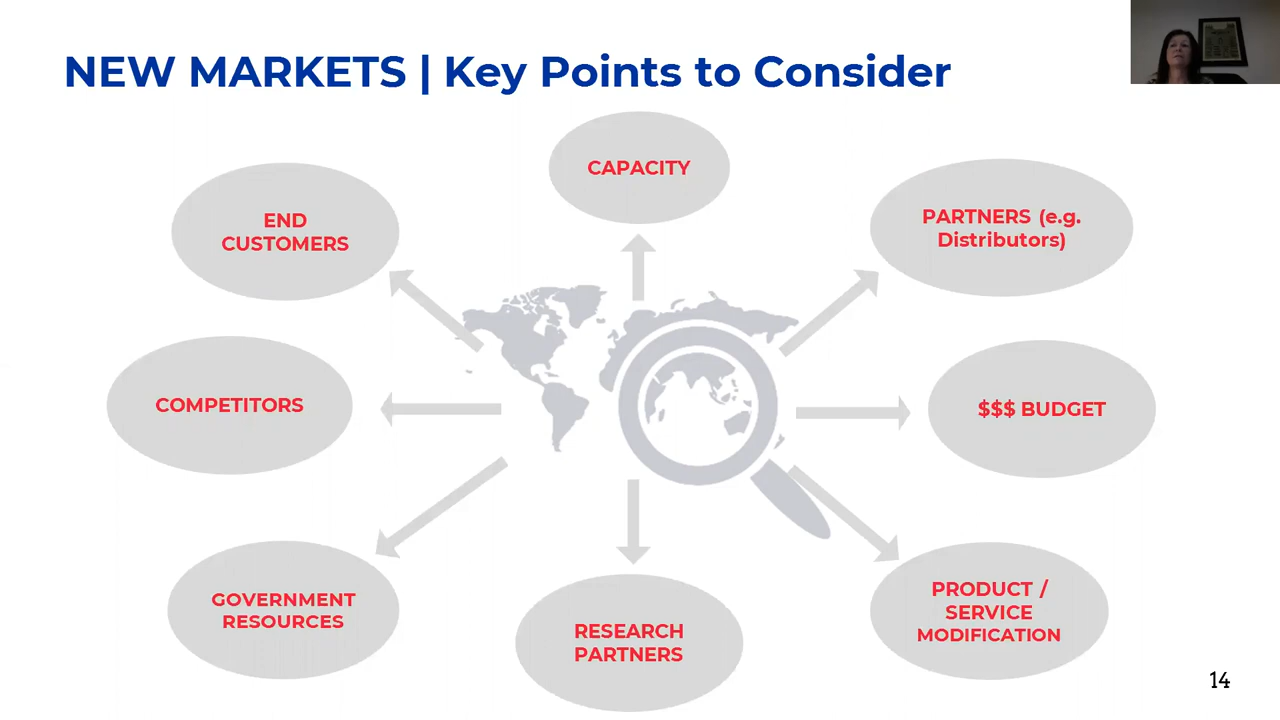 NEW MARKETS | Key Points to Consider
CAPACITY
END
CUSTOMERS
PARTNERS (e.g.
Distributors)
COMPETITORS
$$$ BUDGET
GOVERNMENT
RESOURCES
RESEARCH
PARTNERS
PRODUCT /
SERVICE
MODIFICATION
14